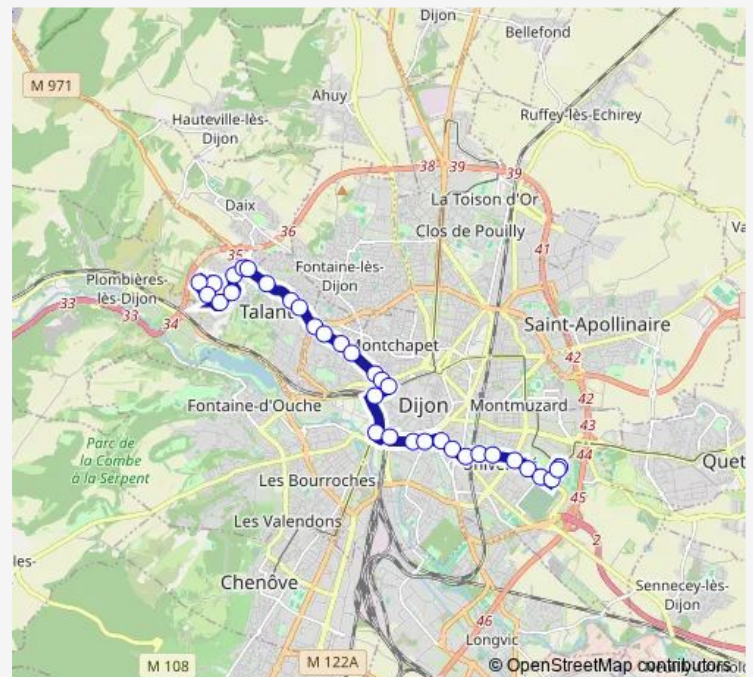 Dijon
Bellefond
M 971
Ahuy
Hauteville-lès-
Dijon
Ruffey-lès-Echirey
38
39
39
La Toison d'Or
Daix
36
Clos de Pouilly
41
35
Fontaine-lès-
Dijon
Plombières-
lès-Dijon
33
33
34
Talant
Saint-Apollinaire
Montchapet
42
Fontaine-d'Ouche
Dijon
Montmuzard
42
43
Parc de
la Combe
à la Serpent
44
Quet
Les Bourroches
45
Les Valendons
2
les-
Chenôve
Sennecey-lès-
Dijon
46
Longvic
M 108
M 122A
© OpenStreetMap contributors